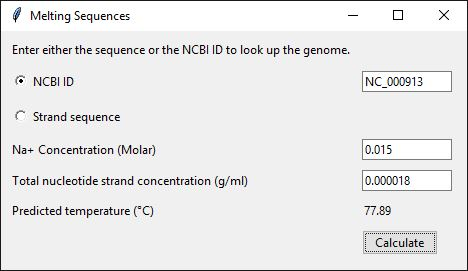 Melting Sequences
Enter either the sequence or the NCBI ID to look up the genome.
NCBI ID NC_000913
Strand sequence
Na+ Concentration (Molar) 0.015
Total nucleotide strand concentration (g/ml) 0.000018
Predicted temperature (°C) 77.89
Calculate